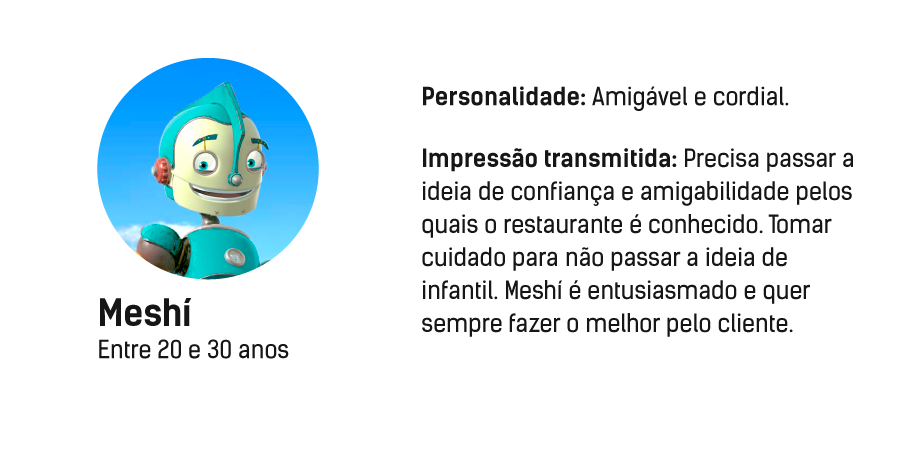 Personalidade: Amigável e cordial.
Impressão transmitida: Precisa passar a
ideia de confiança e amigabilidade pelos
quais o restaurante é conhecido. Tomar
cuidado para não passar a ideia de
infantil. Meshí é entusiasmado e quer
sempre fazer o melhor pelo cliente.
Meshí
Entre 20 e 30 anos